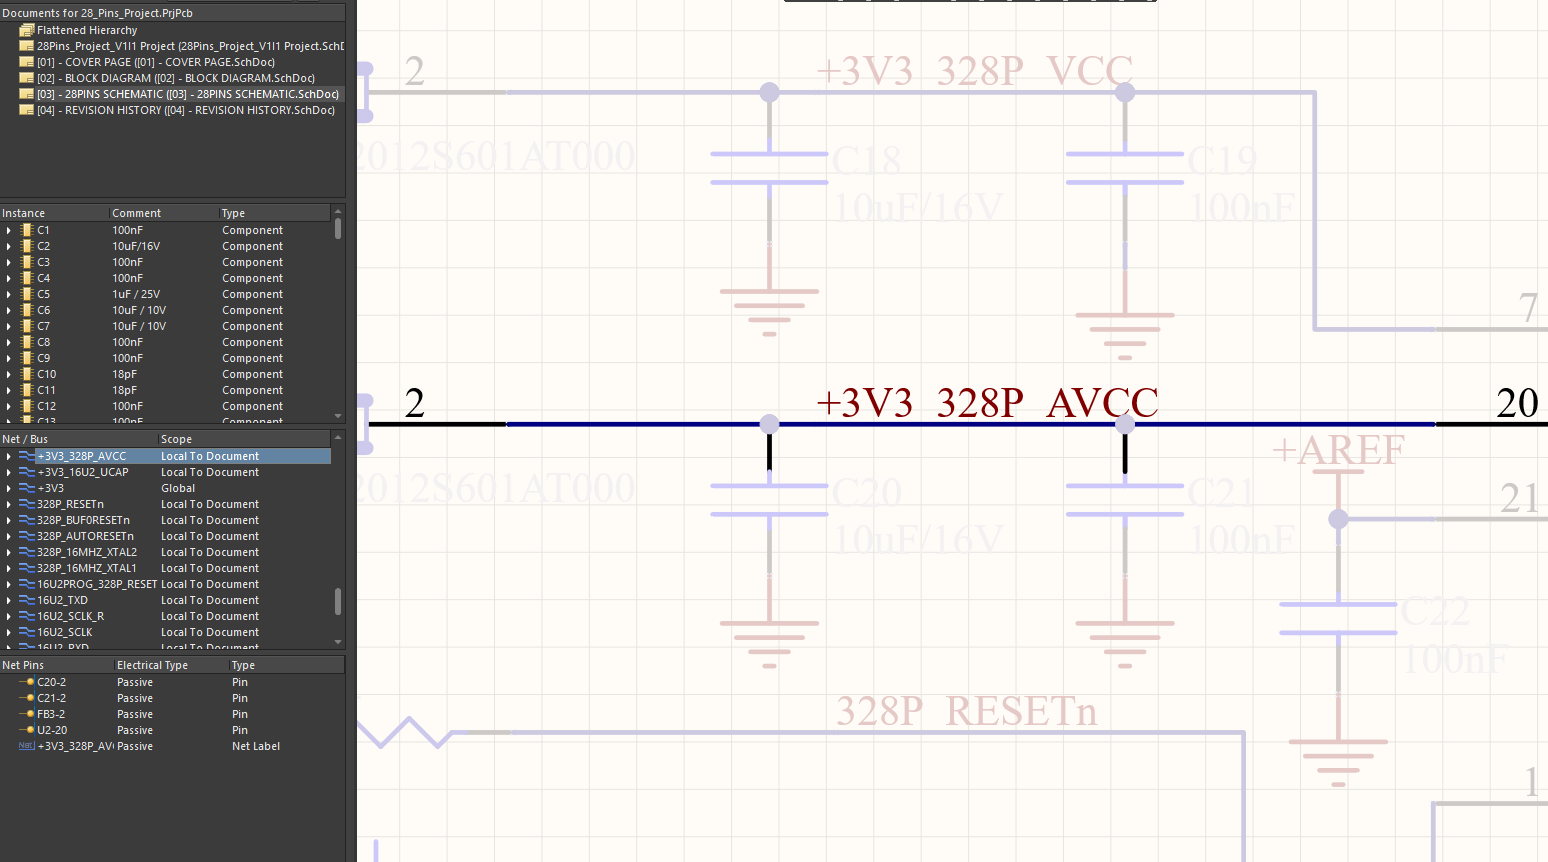 Documents for 28_Pins_Project.PrjPcb
Flattened Hierarchy
28Pins_Project_V1I1 Project (28Pins_Project_V1I1 Project.SchD
[01] - COVER PAGE ([01] - COVER PAGE.SchDoc)
[02] - BLOCK DIAGRAM ([02] - BLOCK DIAGRAM.SchDoc)
[03] - 28PINS SCHEMATIC ([03] - 28PINS SCHEMATIC.SchDoc)
[04] - REVISION HISTORY ([04] - REVISION HISTORY.SchDoc)
Instance Comment Type
C1 100nF Component
C2 10uF/16V Component
C3 100nF Component
C4 100nF Component
C5 1uF / 25V Component
C6 10uF / 10V Component
C7 10uF / 10V Component
C8 100nF Component
C9 100nF Component
C10 18pF Component
C11 18pF Component
C12 100nF Component
C13 100nF Component
Net / Bus Scope
+3V3_328P_AVCC Local To Document
+3V3_16U2_UCAP Local To Document
+3V3 Global
328P_RESETn Local To Document
328P_BUF0RESETn Local To Document
328P_AUTORESETn Local To Document
328P_16MHZ_XTAL2 Local To Document
328P_16MHZ_XTAL1 Local To Document
16U2PROG_328P_RESET Local To Document
16U2_TXD Local To Document
16U2_SCLK_R Local To Document
16U2_SCLK Local To Document
16U2_RXD Local To Document
Net Pins Electrical Type Type
C20-2 Passive Pin
C21-2 Passive Pin
FB3-2 Passive Pin
U2-20 Passive Pin
Net +3V3_328P_AV Passive Net Label
2 +3V3_328P_VCC
2012S601AT000 C18 C19
10uF/16V 100nF
7
2 +3V3_328P_AVCC 20
+AREF
2012S601AT000 C20 C21 21
10uF/16V 100nF
C22
100nF
328P_RESETn
1